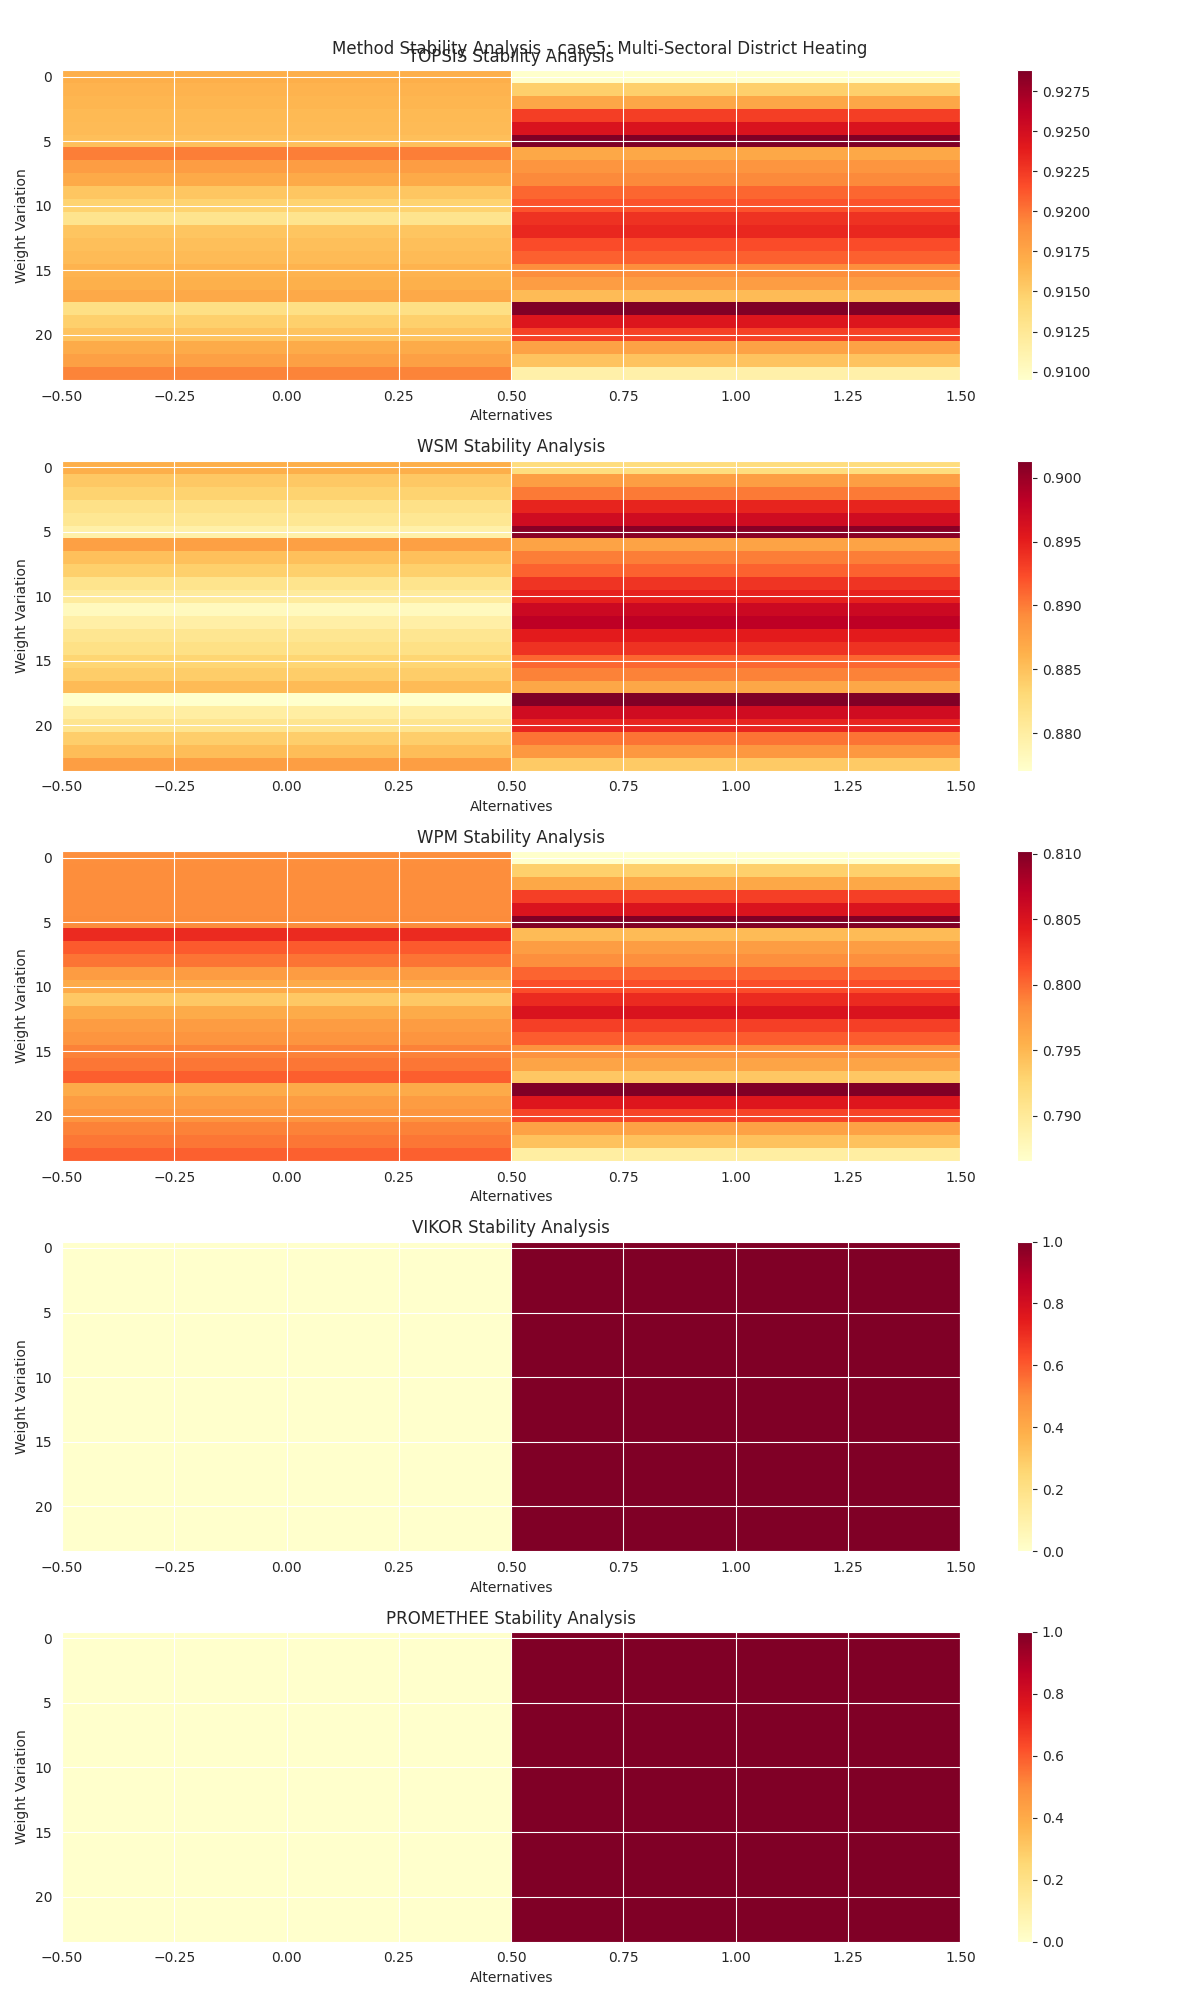 Method Stability Analysis - case5: Multi-Sectoral District Heating
TOPSIS Stability Analysis
0
5
10
15
20
Weight Variation
−0.50 −0.25 0.00 0.25 0.50 0.75 1.00 1.25 1.50
Alternatives
0.9275
0.9250
0.9225
0.9200
0.9175
0.9150
0.9125
0.9100
WSM Stability Analysis
0
5
10
15
20
Weight Variation
−0.50 −0.25 0.00 0.25 0.50 0.75 1.00 1.25 1.50
Alternatives
0.900
0.895
0.890
0.885
0.880
WPM Stability Analysis
0
5
10
15
20
Weight Variation
−0.50 −0.25 0.00 0.25 0.50 0.75 1.00 1.25 1.50
Alternatives
0.810
0.805
0.800
0.795
0.790
VIKOR Stability Analysis
0
5
10
15
20
Weight Variation
−0.50 −0.25 0.00 0.25 0.50 0.75 1.00 1.25 1.50
Alternatives
1.0
0.8
0.6
0.4
0.2
0.0
PROMETHEE Stability Analysis
0
5
10
15
20
Weight Variation
−0.50 −0.25 0.00 0.25 0.50 0.75 1.00 1.25 1.50
Alternatives
1.0
0.8
0.6
0.4
0.2
0.0